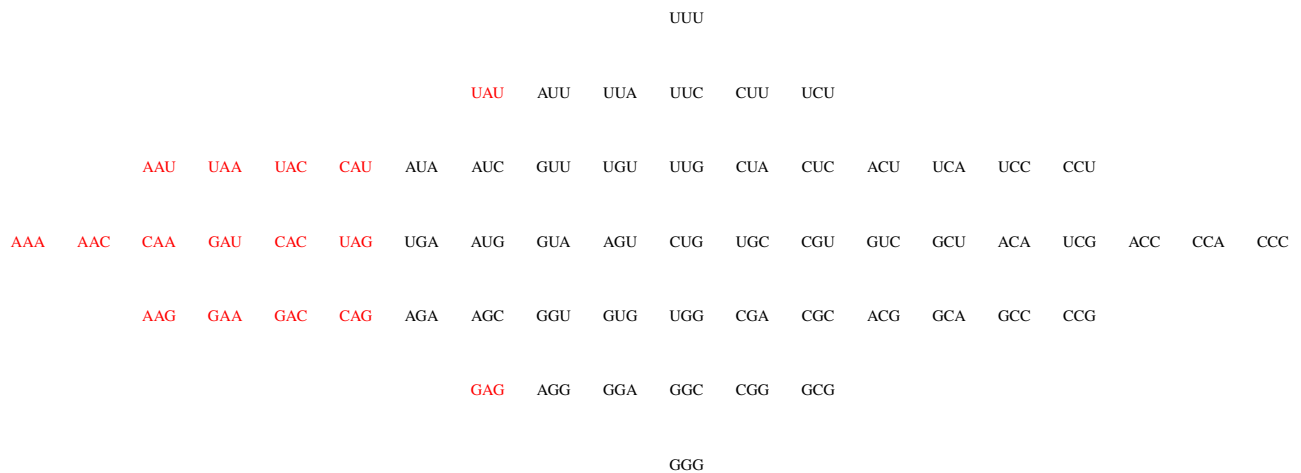 UUU
UAU AUU UUA UUC CUU UCU
AAU UAA UAC CAU AUA AUC GUU UGU UUG CUA CUC ACU UCA UCC CCU
AAA AAC CAA GAU CAC UAG UGA AUG GUA AGU CUG UGC CGU GUC GCU ACA UCG ACC CCA CCC
AAG GAA GAC CAG AGA AGC GGU GUG UGG CGA CGC ACG GCA GCC CCG
GAG AGG GGA GGC CGG GCG
GGG